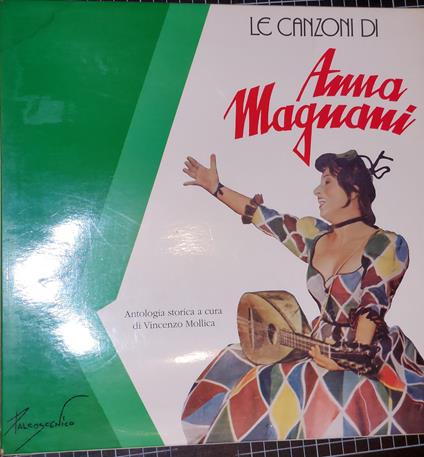 LE CANZONI DI
Anna
Magnani
Antologia storica a cura
di Vincenzo Mollica
Palcoscenico